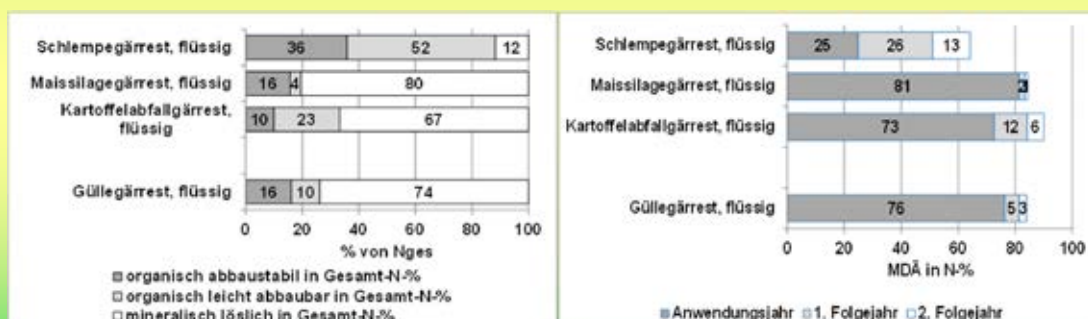 Schlempegärrest, flüssig
36 52 12
Maissilagegärrest, flüssig
16 4 80
Kartoffelabfallgärrest,
flüssig
10 23 67
Güllegärrest, flüssig
16 10 74
0 20 40 60 80 100
% von Nges
organisch abbaustabil in Gesamt-N-%
organisch leicht abbaubar in Gesamt-N-%
mineralisch löslich in Gesamt-N-%
Schlempegärrest, flüssig
25 26 13
Maissilagegärrest, flüssig
81
Kartoffelabfallgärrest, flüssig
73 12 6
Güllegärrest, flüssig
76 5 3
0 20 40 60 80 100
MDÄ in N-%
Anwendungsjahr 1. Folgejahr 2. Folgejahr